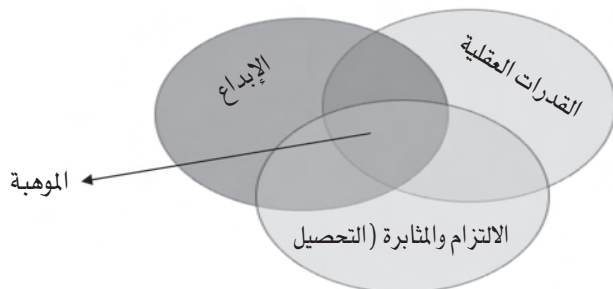 القدرات العقلية
الإبداع
الموهبة
الالتزام والمثابرة (التحصيل